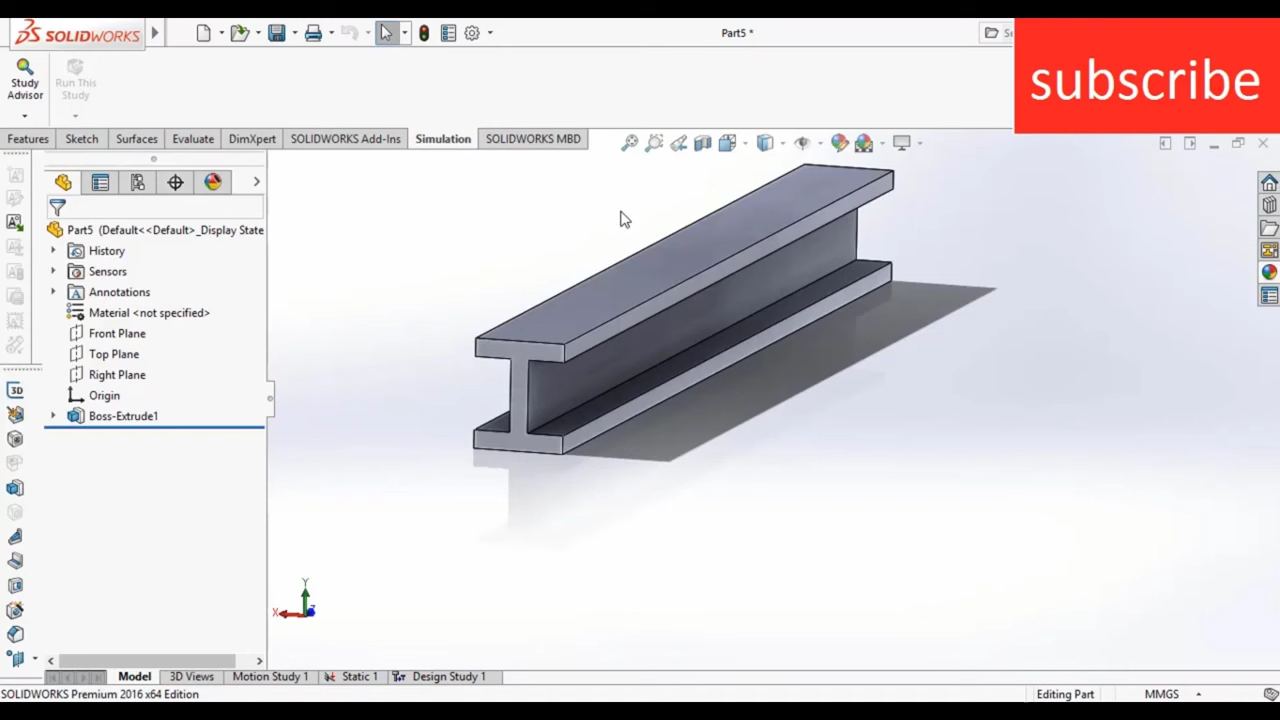 SOLIDWORKS
Part5 *
subscribe
Study Advisor
Run This Study
Features
Sketch
Surfaces
Evaluate
DimXpert
SOLIDWORKS Add-Ins
Simulation
SOLIDWORKS MBD
Part5 (Default<<Default>_Display State
History
Sensors
Annotations
Material <not specified>
Front Plane
Top Plane
Right Plane
Origin
Boss-Extrude1
3D
Y
X
Z
Model
3D Views
Motion Study 1
Static 1
Design Study 1
SOLIDWORKS Premium 2016 x64 Edition
Editing Part
MMGS